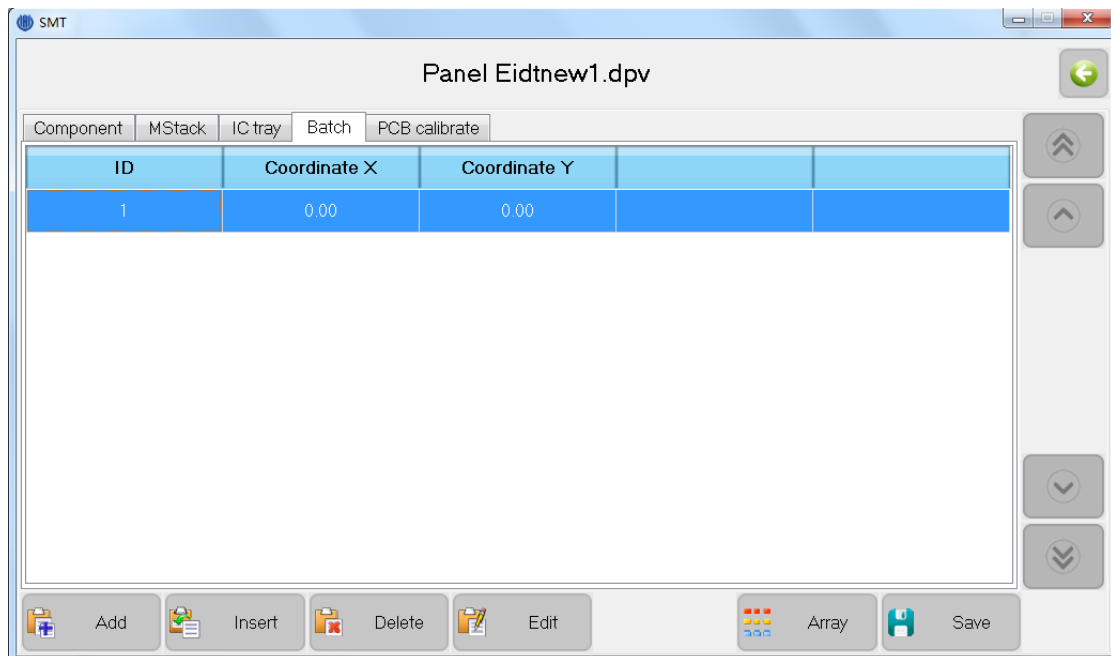 SMT
Panel Eidtnew1.dpv
Component MStack IC tray Batch PCB calibrate
ID Coordinate X Coordinate Y
1 0.00 0.00
Add Insert Delete Edit Array Save